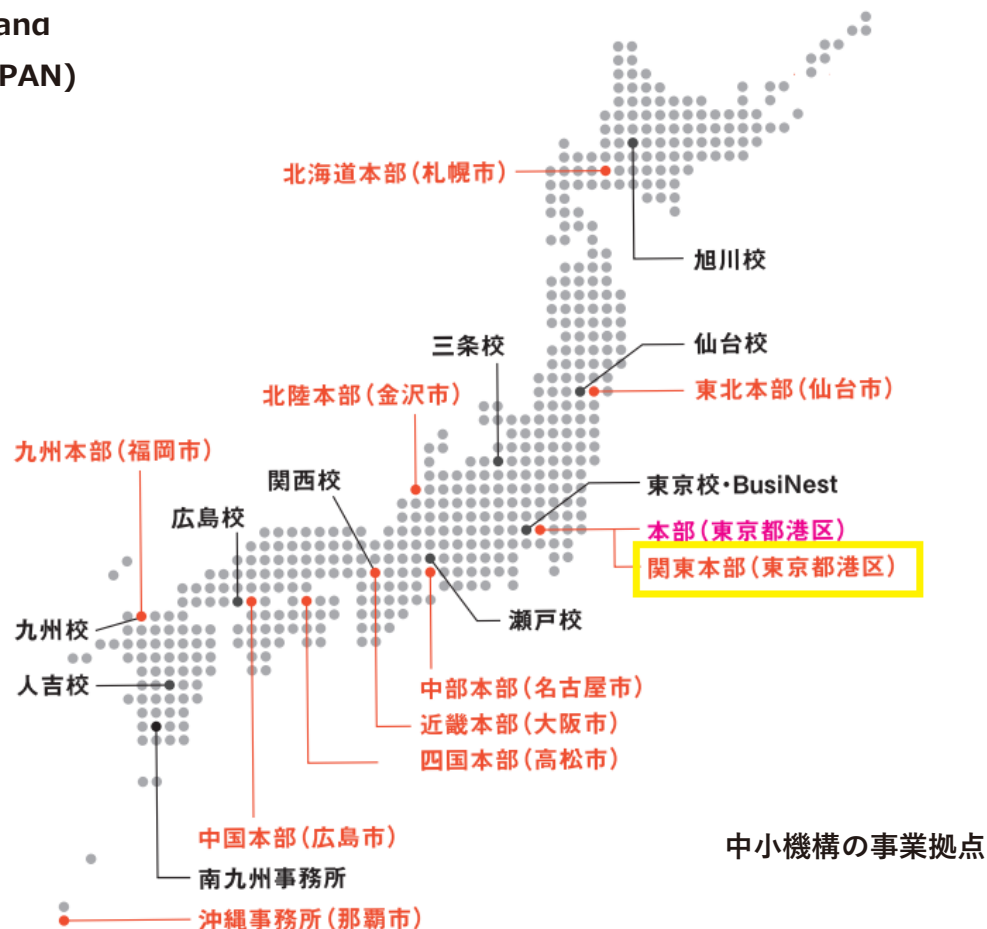 and
PAN)
北海道本部(札幌市)
旭川校
三条校
仙台校
北陸本部(金沢市)
東北本部(仙台市)
九州本部(福岡市)
関西校
東京校・BusiNest
広島校
本部(東京都港区)
関東本部(東京都港区)
九州校
瀬戸校
人吉校
中部本部(名古屋市)
近畿本部(大阪市)
四国本部(高松市)
中国本部(広島市)
中小機構の事業拠点
南九州事務所
沖縄事務所(那覇市)